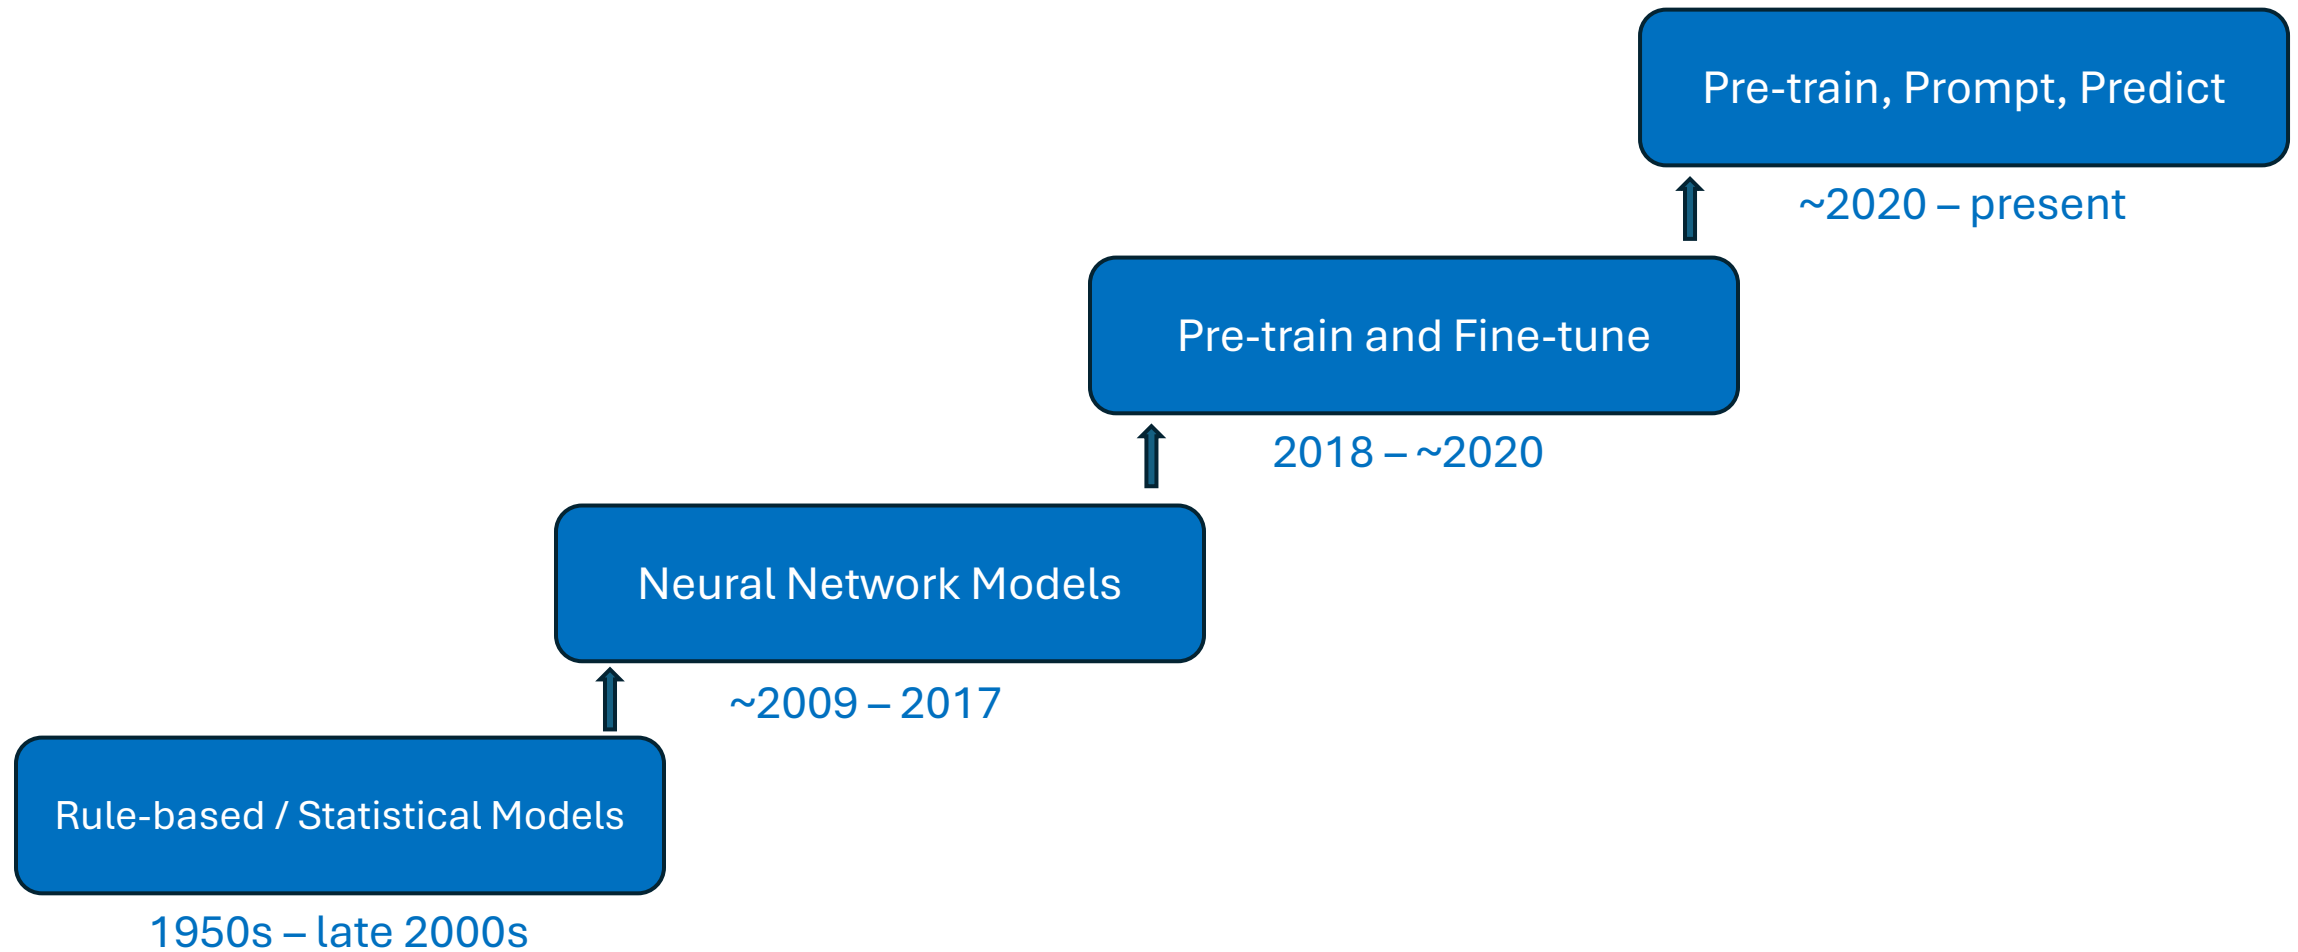 Pre-train, Prompt, Predict
~2020 – present
Pre-train and Fine-tune
2018 – ~2020
Neural Network Models
~2009 – 2017
Rule-based / Statistical Models
1950s – late 2000s